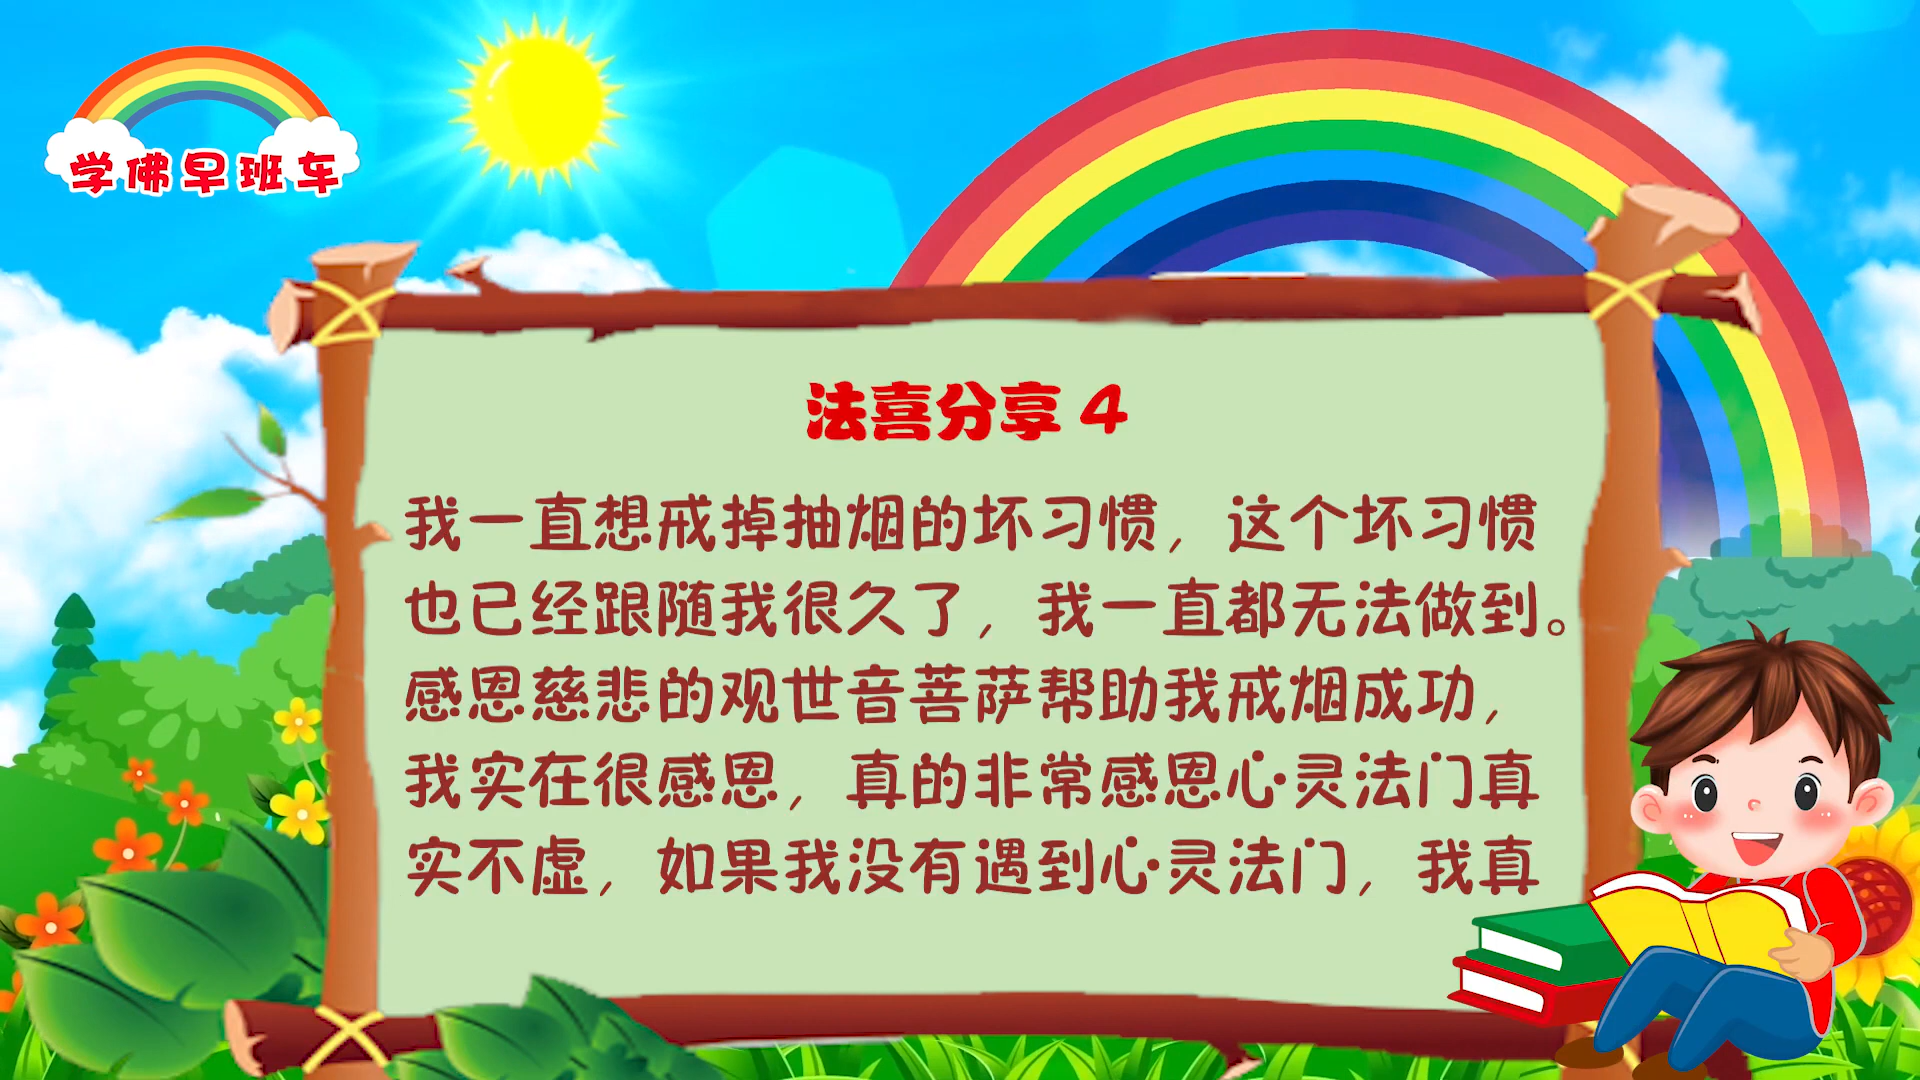 学佛早班车
法喜分享4
我一直想戒掉抽烟的坏习惯，这个坏习惯
也已经跟随我很久了，我一直都无法做到。
感恩慈悲的观世音菩萨帮助我戒烟成功，
我实在很感恩，真的非常感恩心灵法门真
实不虚，如果我没有遇到心灵法门，我真